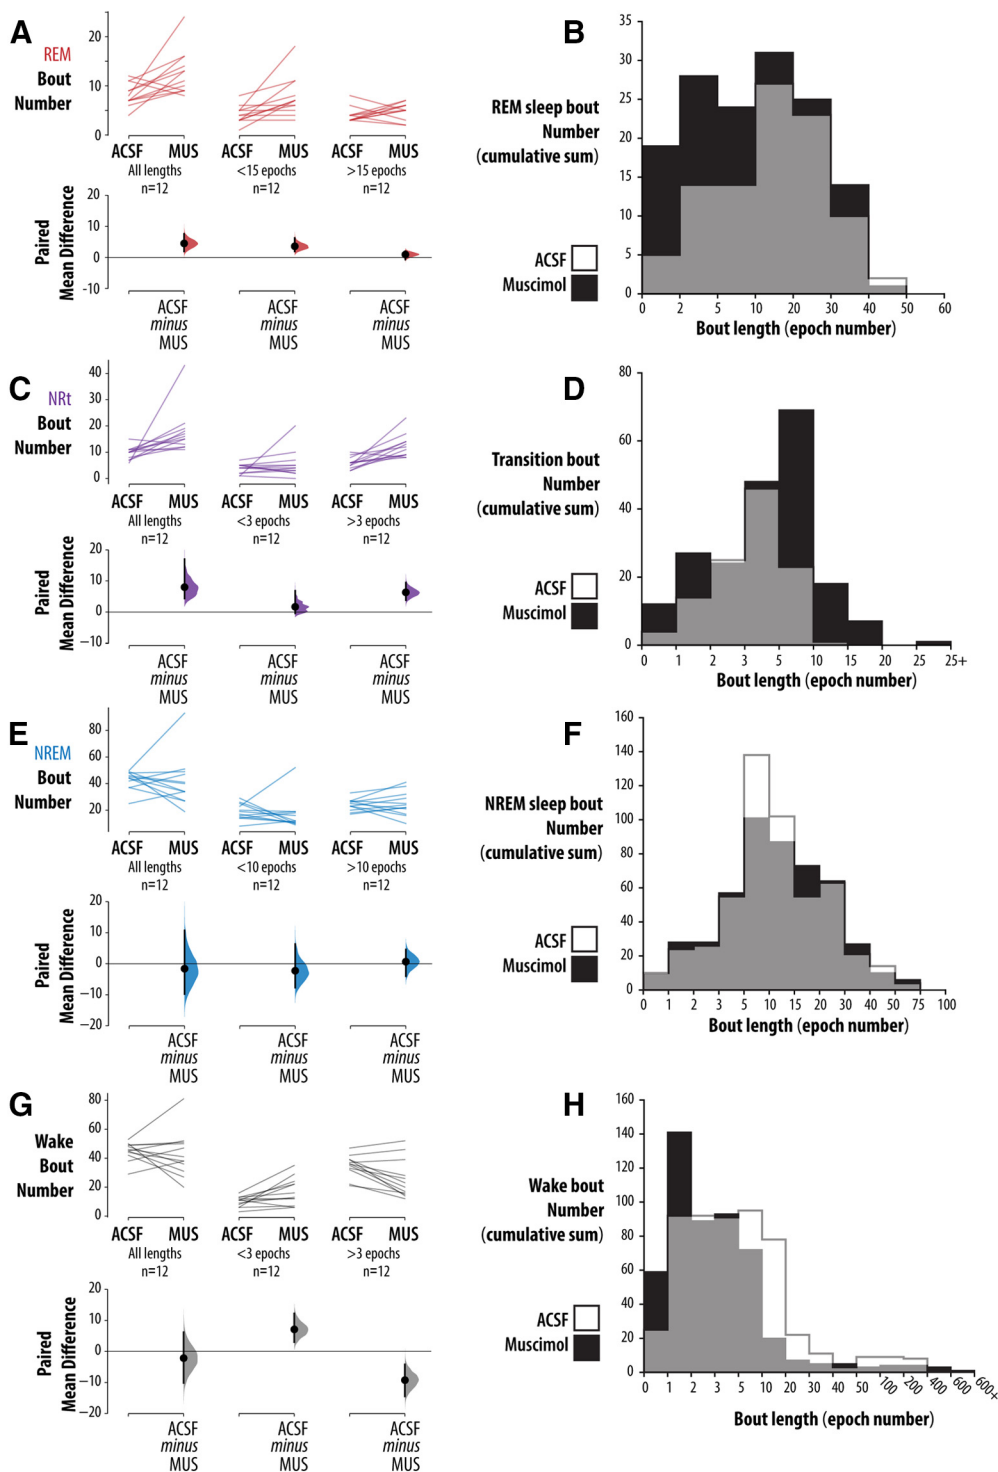 A
REM
Bout
Number
20
10
0
ACSF MUS ACSF MUS ACSF MUS
All lengths <15 epochs >15 epochs
n=12 n=12 n=12
Paired
Mean Difference
20
10
0
-10
ACSF ACSF ACSF
minus minus minus
MUS MUS MUS
B
REM sleep bout
Number
(cumulative sum)
35
30
25
20
15
10
5
0
ACSF
Muscimol
0 2 5 10 20 30 40 50 60
Bout length (epoch number)
C
NRt
Bout
Number
40
30
20
10
0
ACSF MUS ACSF MUS ACSF MUS
All lengths <3 epochs >3 epochs
n=12 n=12 n=12
Paired
Mean Difference
20
10
0
−10
ACSF ACSF ACSF
minus minus minus
MUS MUS MUS
D
Transition bout
Number
(cumulative sum)
80
60
40
20
0
ACSF
Muscimol
0 1 2 3 5 10 15 20 25 25+
Bout length (epoch number)
E
NREM
Bout
Number
80
60
40
20
ACSF MUS ACSF MUS ACSF MUS
All lengths <10 epochs >10 epochs
n=12 n=12 n=12
Paired
Mean Difference
20
10
0
−10
−20
ACSF ACSF ACSF
minus minus minus
MUS MUS MUS
F
NREM sleep bout
Number
(cumulative sum)
160
140
120
100
80
60
40
20
0
ACSF
Muscimol
0 1 2 3 5 10 15 20 30 40 50 75 100
Bout length (epoch number)
G
Wake
Bout
Number
80
60
40
20
0
ACSF MUS ACSF MUS ACSF MUS
All lengths <3 epochs >3 epochs
n=12 n=12 n=12
Paired
Mean Difference
20
10
0
−10
−20
ACSF ACSF ACSF
minus minus minus
MUS MUS MUS
H
Wake bout
Number
(cumulative sum)
160
140
120
100
80
60
40
20
0
ACSF
Muscimol
0 1 2 3 5 10 20 30 40 50 100 200 400 600 600+
Bout length (epoch number)